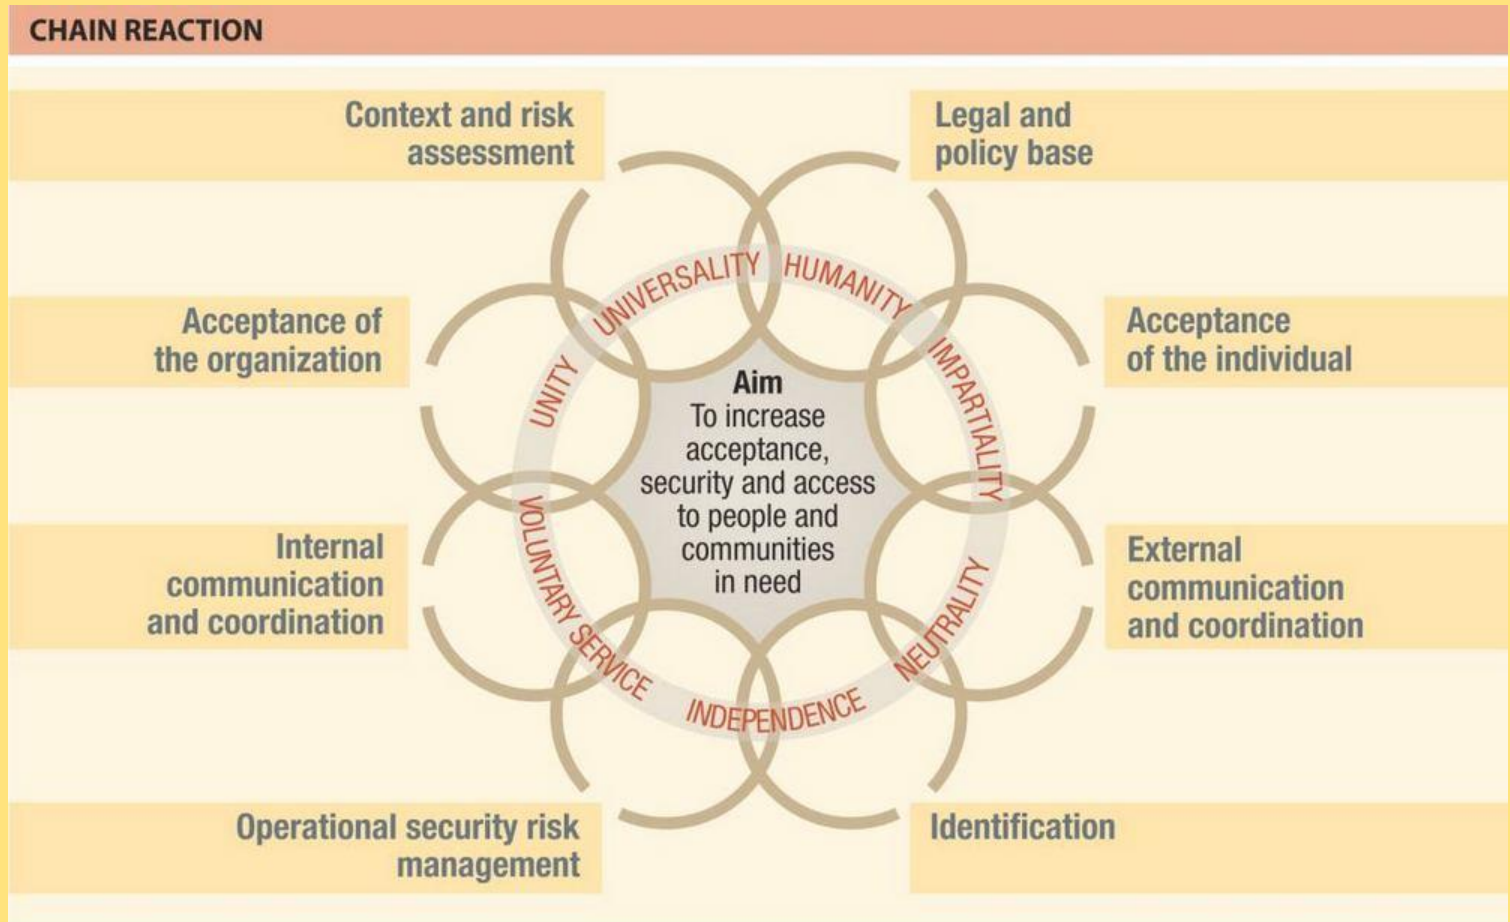 CHAIN REACTION
Context and risk
assessment
Legal and
policy base
Acceptance of
the organization
Acceptance
of the individual
Internal
communication
and coordination
External
communication
and coordination
Operational security risk
management
Identification
UNIVERSALITY
HUMANITY
IMPARTIALITY
NEUTRALITY
INDEPENDENCE
VOLUNTARY SERVICE
UNITY
Aim
To increase
acceptance,
security and access
to people and
communities
in need